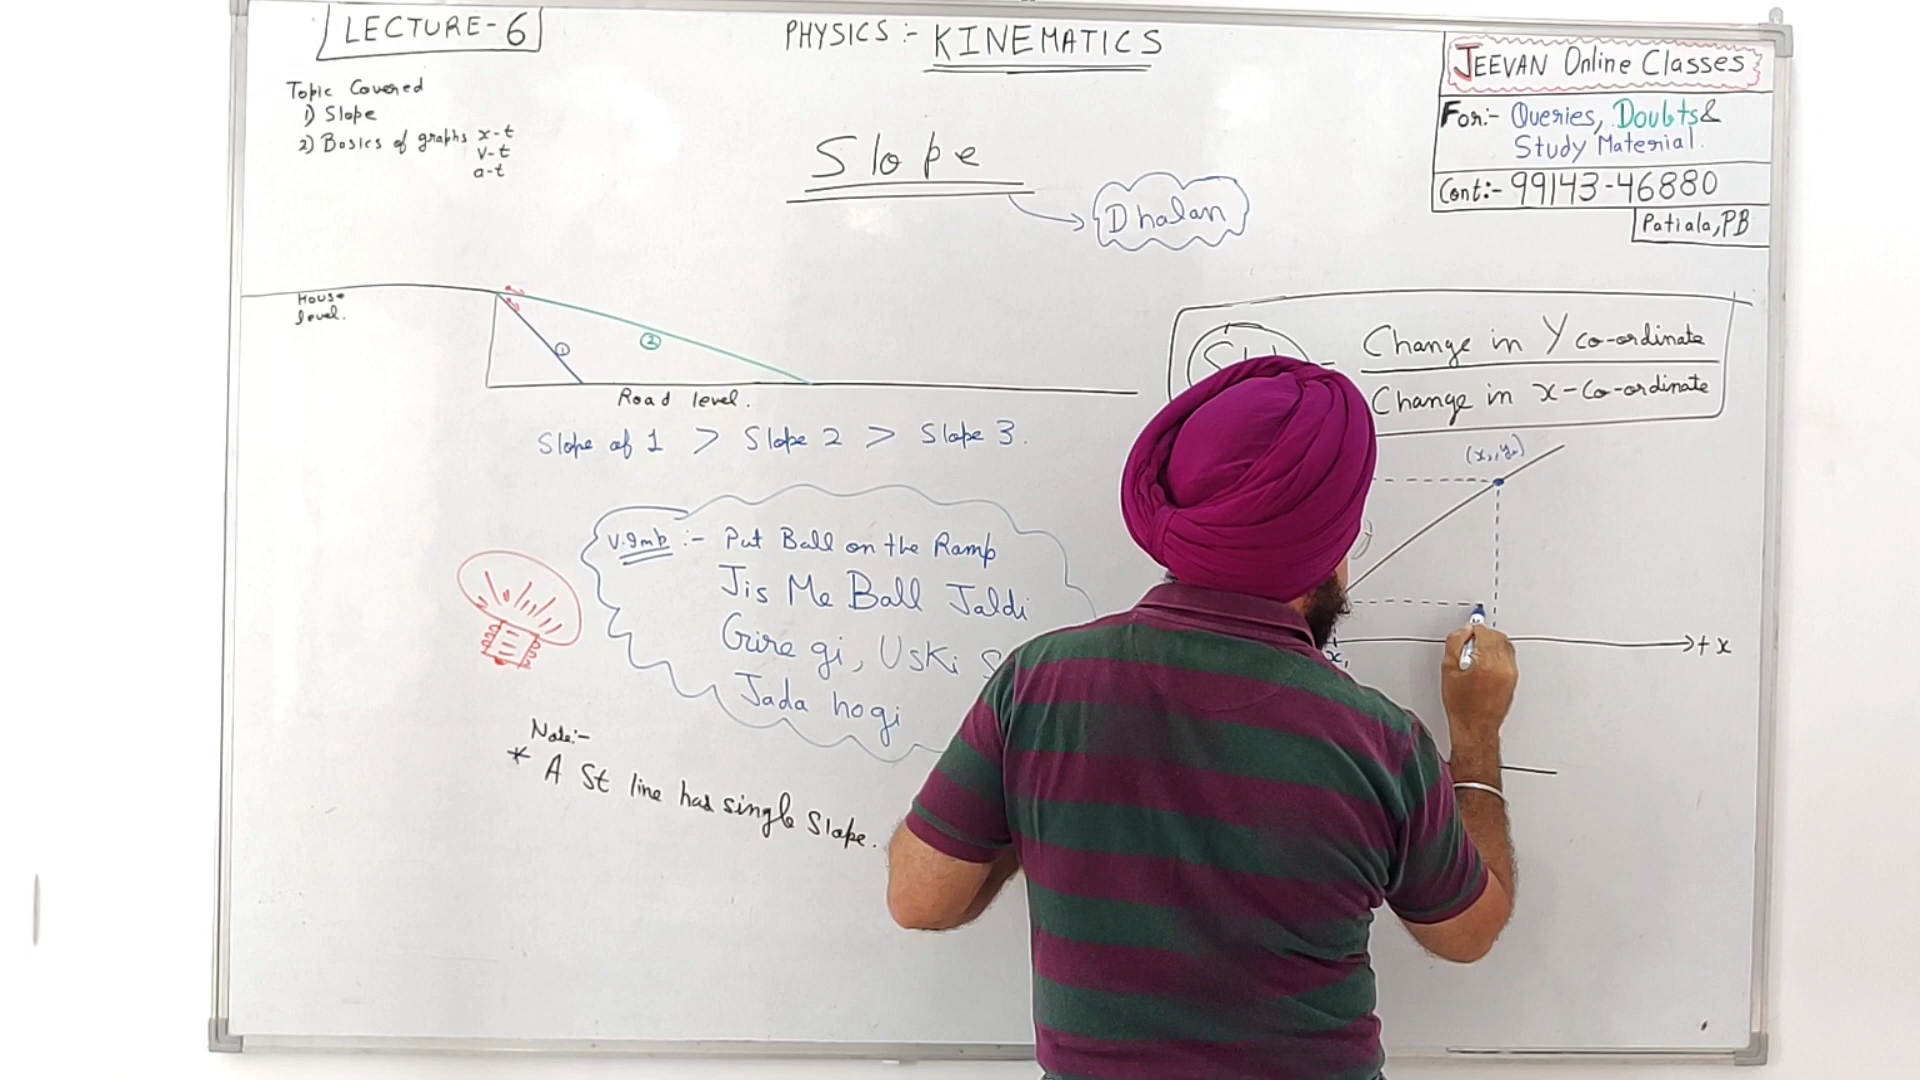 LECTURE-6
PHYSICS :- KINEMATICS
JEEVAN Online Classes
For:- Queries, Doubts &
Study Material.
Cont:- 99143-46880
Patiala, PB
Topic Covered
1) Slope
2) Basics of graphs x-t
v-t
a-t
Slope
Dhalan
House
level.
1
2
Road level.
Slope of 1 > Slope 2 > Slope 3.
= Change in Y co-ordinate
Change in x-co-ordinate
(x₂, y₂)
x₁
+x
V.Imp :- Put Ball on the Ramp
Jis Me Ball Jaldi
Gire gi, Uski
Jada hogi
Note:-
* A St line has single Slope.